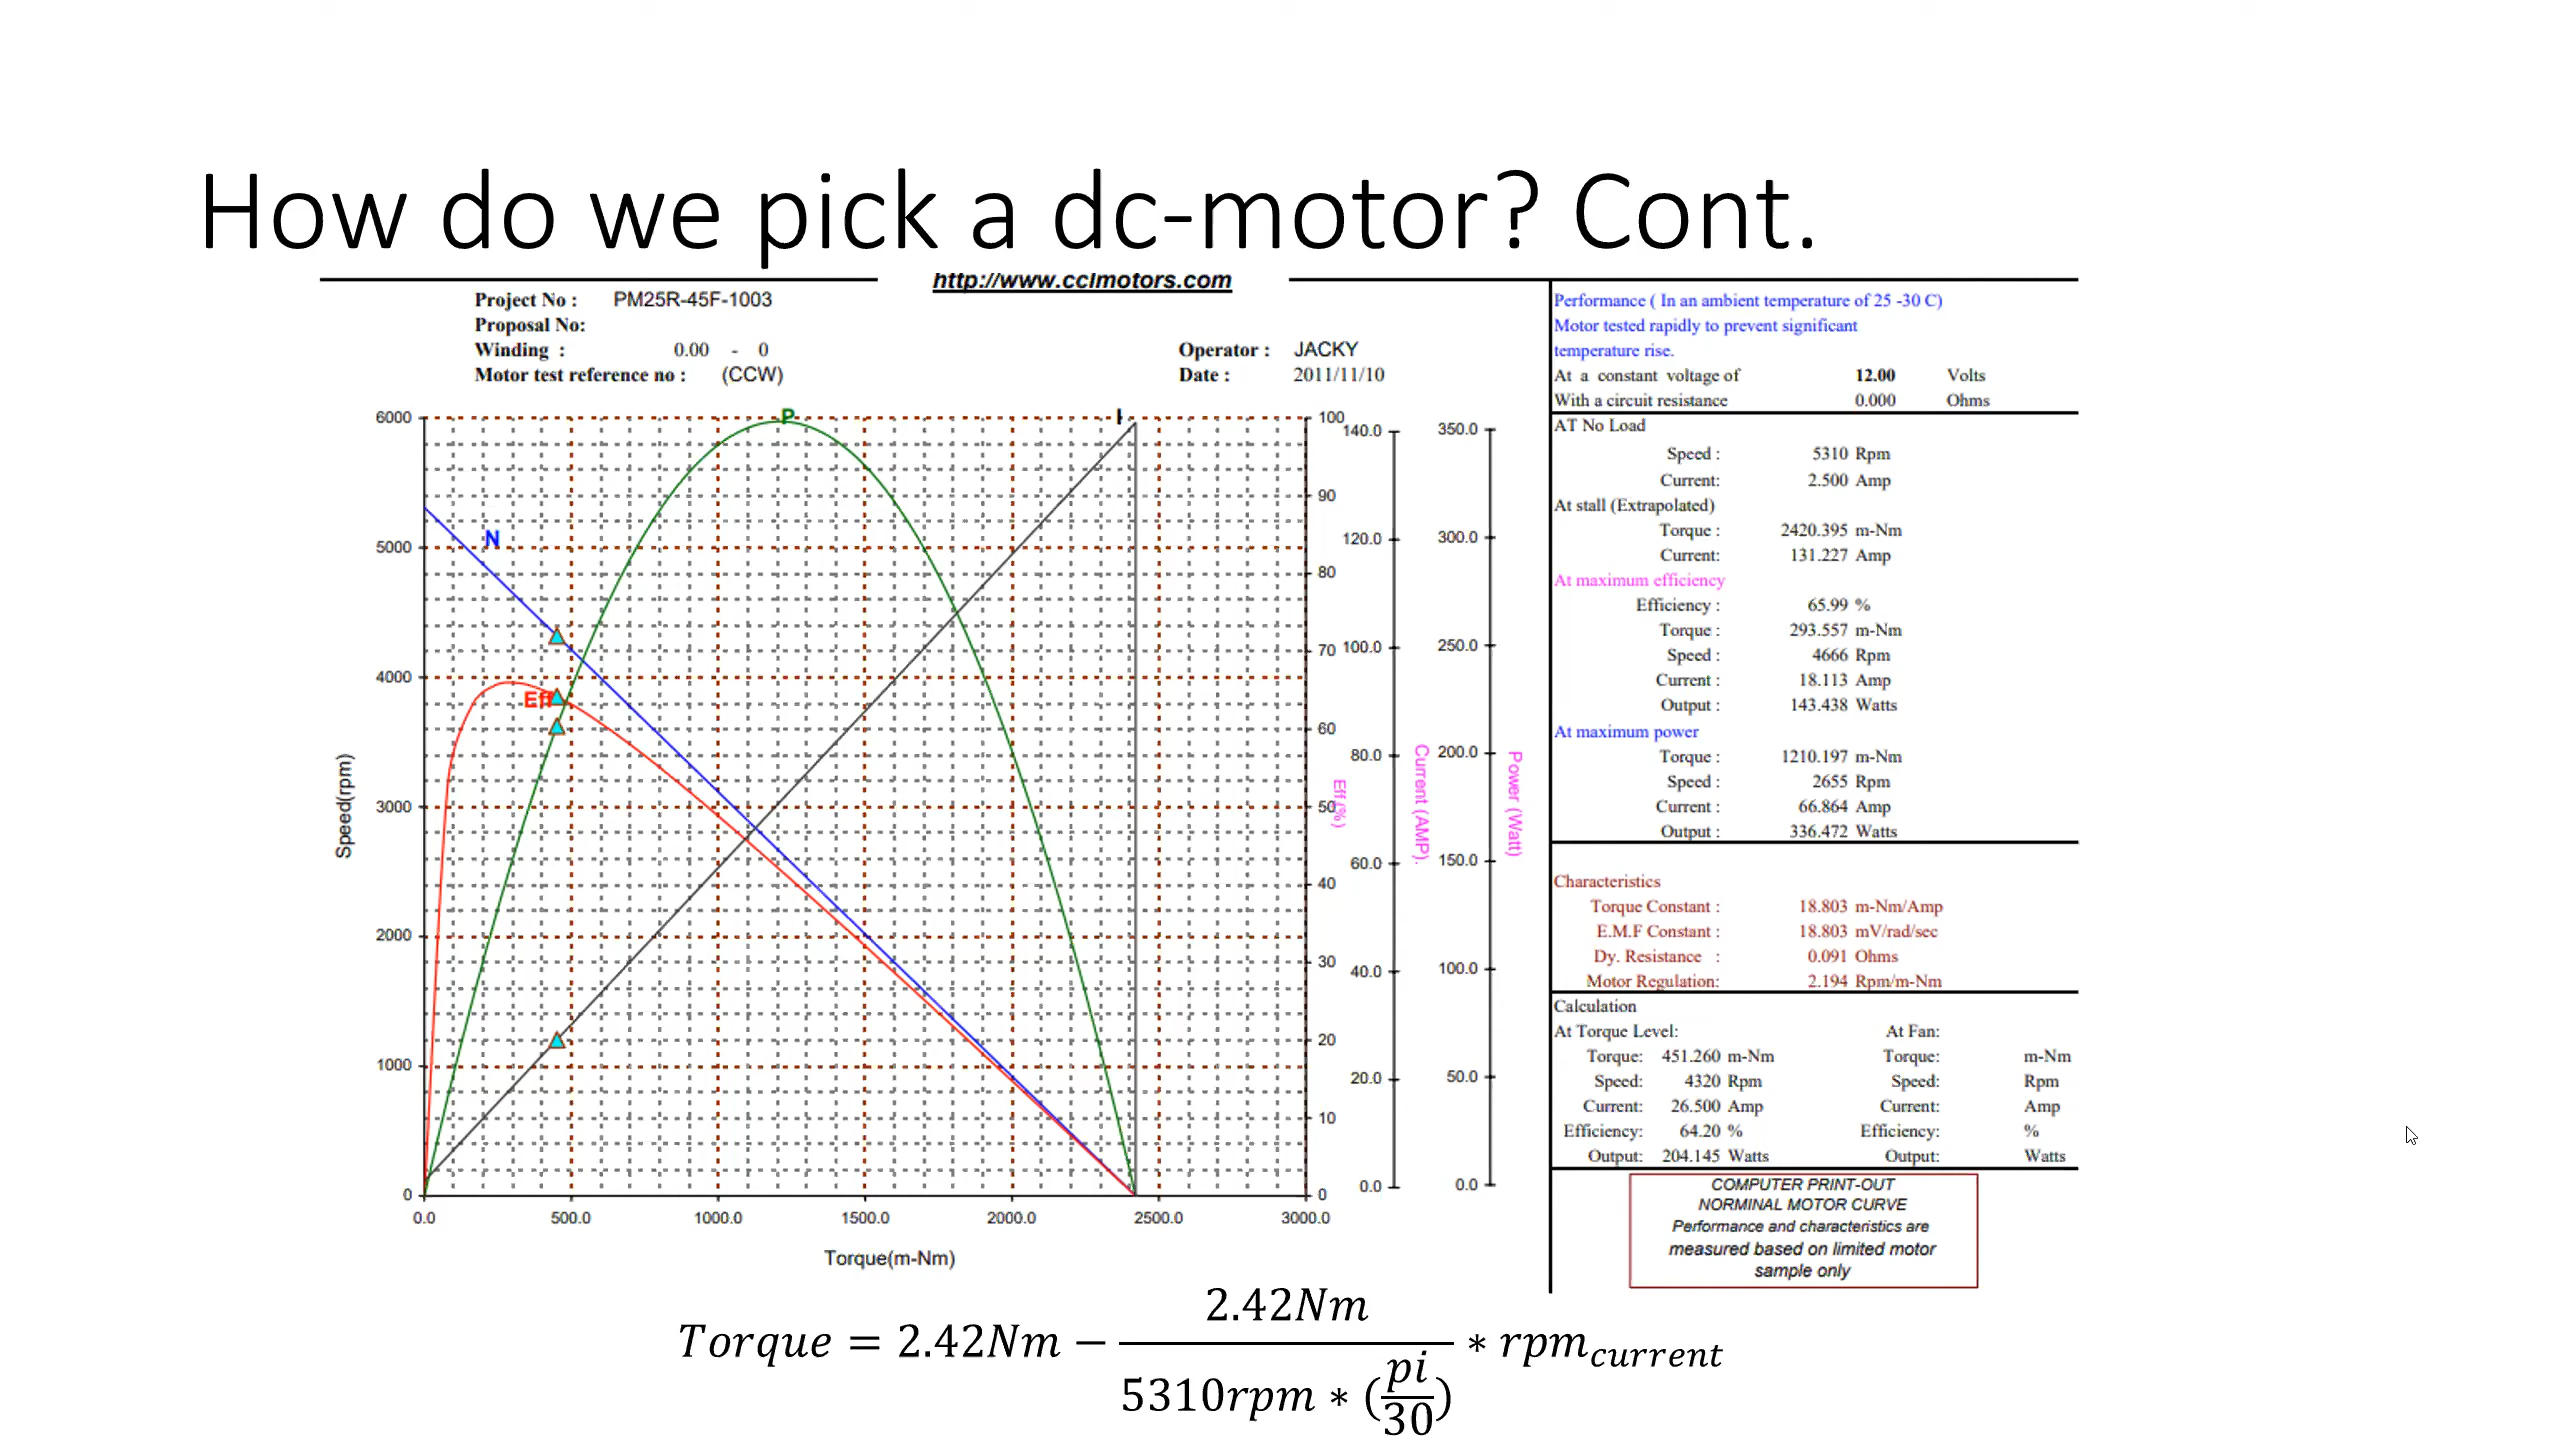 How do we pick a dc-motor? Cont.
http://www.cclmotors.com
Project No : PM25R-45F-1003
Proposal No:
Winding : 0.00 - 0
Motor test reference no : (CCW)
Operator : JACKY
Date : 2011/11/10
6000
5000
4000
3000
2000
1000
0
Speed(rpm)
P
I
N
Eff
0.0 500.0 1000.0 1500.0 2000.0 2500.0 3000.0
Torque(m-Nm)
100
90
80
70
60
50
40
30
20
10
0
Eff (%)
140.0
120.0
100.0
80.0
60.0
40.0
20.0
0.0
Current (AMP).
350.0
300.0
250.0
200.0
150.0
100.0
50.0
0.0
Power (Watt)
Performance ( In an ambient temperature of 25 -30 C)
Motor tested rapidly to prevent significant
temperature rise.
At a constant voltage of 12.00 Volts
With a circuit resistance 0.000 Ohms
AT No Load
Speed : 5310 Rpm
Current: 2.500 Amp
At stall (Extrapolated)
Torque : 2420.395 m-Nm
Current: 131.227 Amp
At maximum efficiency
Efficiency : 65.99 %
Torque : 293.557 m-Nm
Speed : 4666 Rpm
Current : 18.113 Amp
Output : 143.438 Watts
At maximum power
Torque : 1210.197 m-Nm
Speed : 2655 Rpm
Current : 66.864 Amp
Output : 336.472 Watts
Characteristics
Torque Constant : 18.803 m-Nm/Amp
E.M.F Constant : 18.803 mV/rad/sec
Dy. Resistance : 0.091 Ohms
Motor Regulation: 2.194 Rpm/m-Nm
Calculation
At Torque Level: At Fan:
Torque: 451.260 m-Nm Torque: m-Nm
Speed: 4320 Rpm Speed: Rpm
Current: 26.500 Amp Current: Amp
Efficiency: 64.20 % Efficiency: %
Output: 204.145 Watts Output: Watts
COMPUTER PRINT-OUT
NORMINAL MOTOR CURVE
Performance and characteristics are
measured based on limited motor
sample only
2.42Nm
Torque = 2.42Nm − ∗ rpm current
5310rpm ∗ (pi/30)